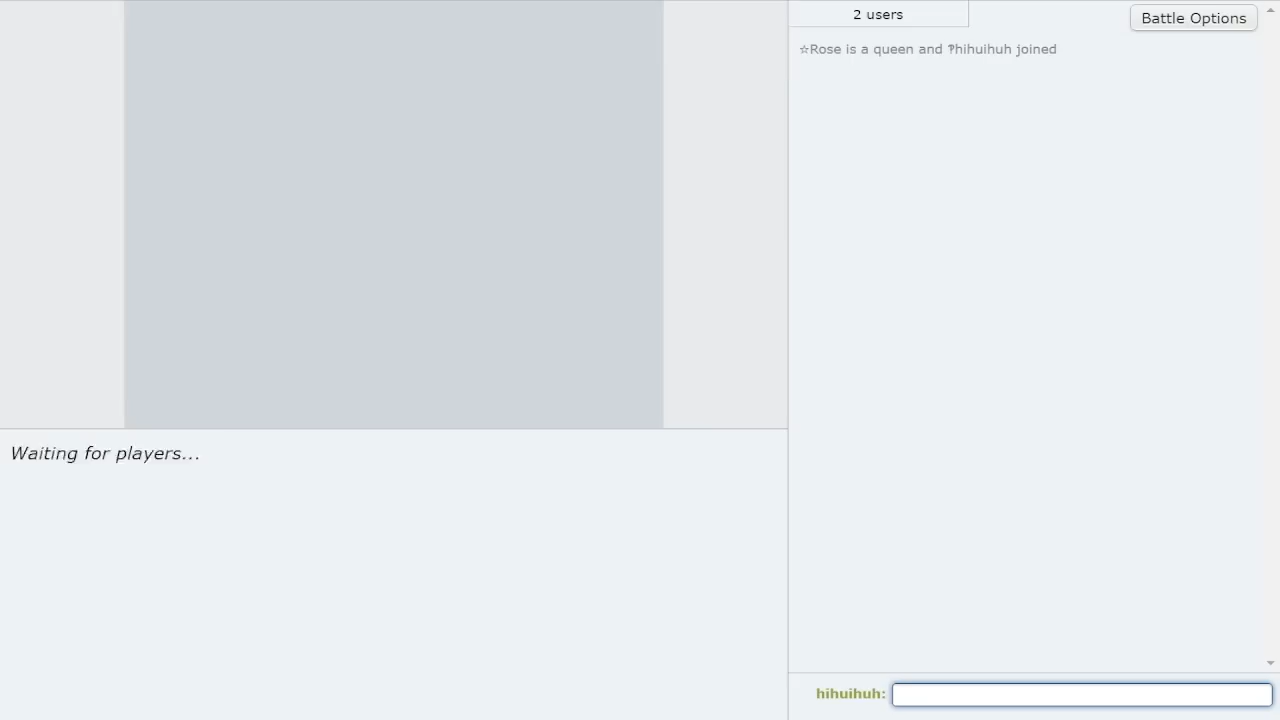 2 users
Battle Options
☆Rose is a queen and ‽hihuihuh joined
Waiting for players...
hihuihuh: